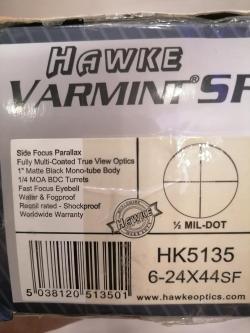 HAWKE
VARMINT SF
Side Focus Parallax
Fully Multi-Coated True View Optics
1" Matte Black Mono-tube Body
1/4 MOA BDC Turrets
Fast Focus Eyebell
Water & Fogproof
Recoil rated - Shockproof
Worldwide Warranty
HAWKE
½ MIL-DOT
HK5135
6-24X44SF
5 038120 513501
www.hawkeoptics.com